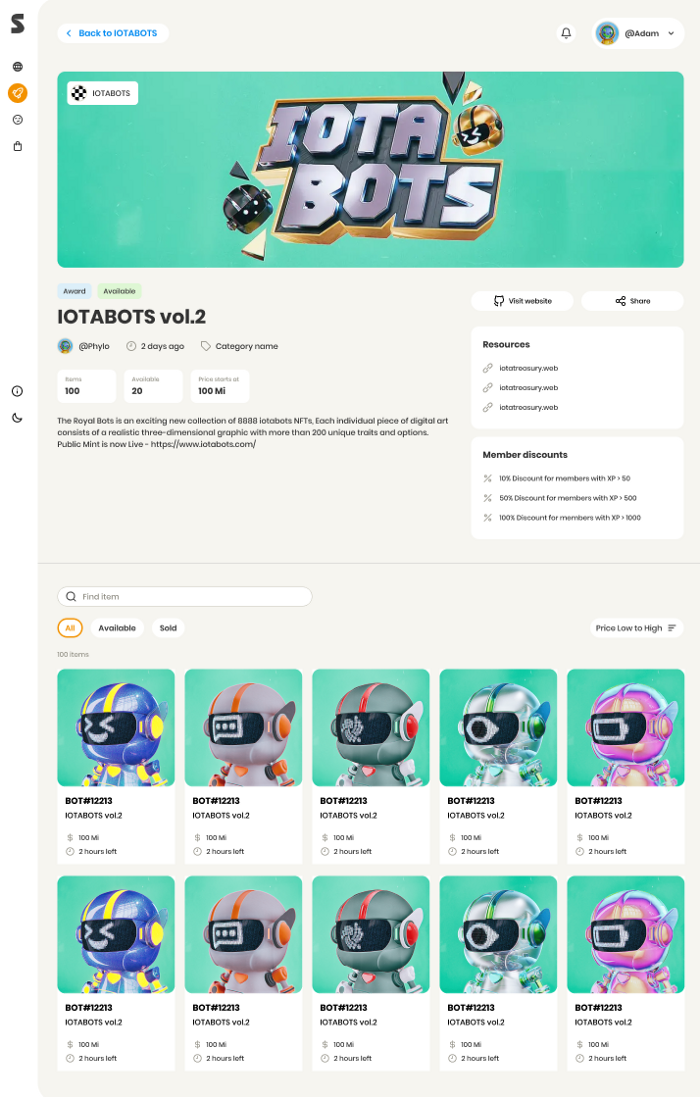 Back to IOTABOTS
@Adam
IOTABOTS
IOTA
BOTS
Award
Available
IOTABOTS vol.2
@Phylo
2 days ago
Category name
Items
100
Available
20
Price starts at
100 Mi
The Royal Bots is an exciting new collection of 8888 iotabots NFTs, Each individual piece of digital art
consists of a realistic three-dimensional graphic with more than 200 unique traits and options.
Public Mint is now Live - https://www.iotabots.com/
Visit website
Share
Resources
iotatreasury.web
iotatreosury.web
iotatreasury.web
Member discounts
10% Discount for members with XP > 50
50% Discount for members with XP > 500
100% Discount for members with XP > 1000
Find item
All
Available
Sold
Price Low to High
100 items
BOT#12213
IOTABOTS vol.2
100 Mi
2 hours left
BOT#12213
IOTABOTS vol.2
100 Mi
2 hours left
BOT#12213
IOTABOTS vol.2
100 Mi
2 hours left
BOT#12213
IOTABOTS vol.2
100 Mi
2 hours left
BOT#12213
IOTABOTS vol.2
100 Mi
2 hours left
BOT#12213
IOTABOTS vol.2
100 Mi
2 hours left
BOT#12213
IOTABOTS vol.2
100 Mi
2 hours left
BOT#12213
IOTABOTS vol.2
100 Mi
2 hours left
BOT#12213
IOTABOTS vol.2
100 Mi
2 hours left
BOT#12213
IOTABOTS vol.2
100 Mi
2 hours left